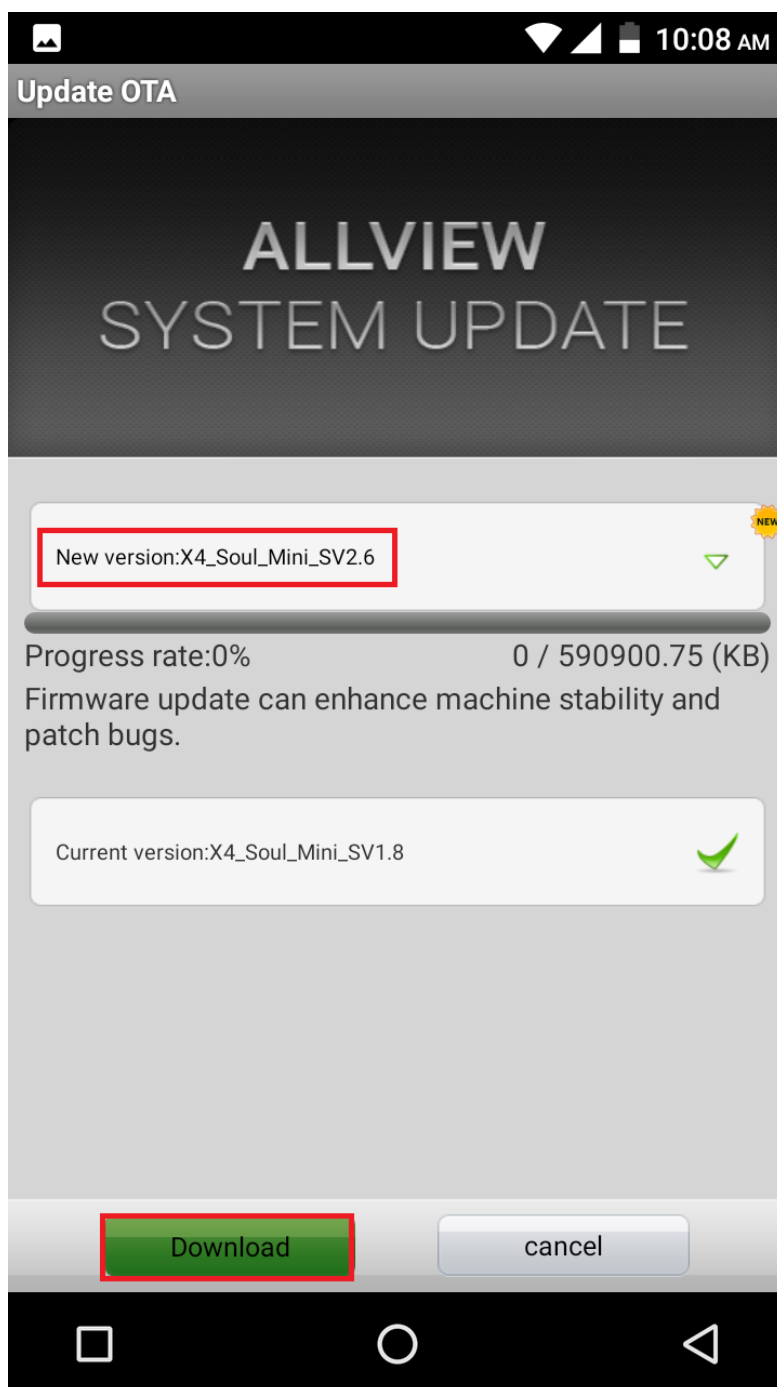 10:08 AM
Update OTA
ALLVIEW
SYSTEM UPDATE
NEW
New version:X4_Soul_Mini_SV2.6
Progress rate:0% 0 / 590900.75 (KB)
Firmware update can enhance machine stability and
patch bugs.
Current version:X4_Soul_Mini_SV1.8
Download cancel